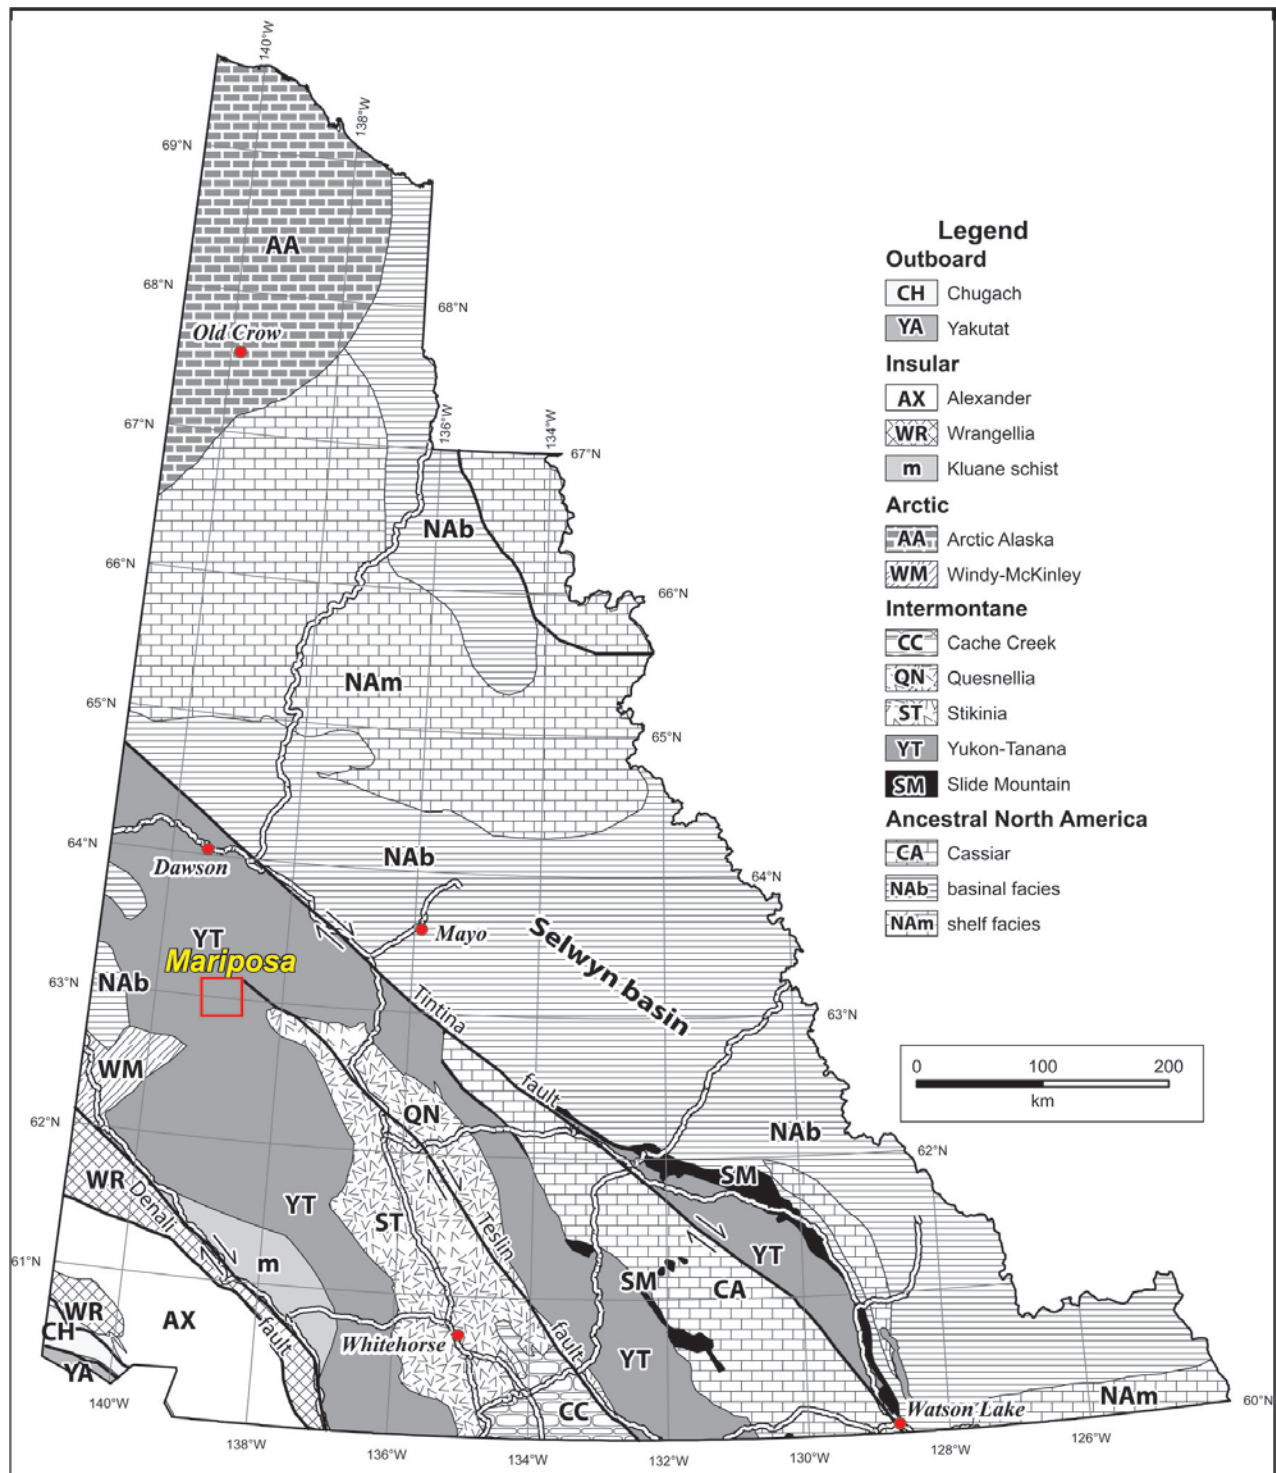 140°W
138°W
69°N
AA
68°N
68°N
Old Crow
67°N
136°W
134°W
67°N
NAb
66°N
66°N
NAm
65°N
65°N
64°N
Dawson
NAb
64°N
Mayo
Selwyn basin
YT
Mariposa
63°N
NAb
63°N
Tintina
fault
WM
62°N
QN
NAb
62°N
WR
Denali
fault
YT
ST
Teslin
fault
SM
YT
61°N
m
SM
CA
WR
AX
CH
YA
Whitehorse
YT
CC
NAm
Watson Lake
60°N
140°W
138°W
136°W
134°W
132°W
130°W
128°W
126°W
Legend
Outboard
CH Chugach
YA Yakutat
Insular
AX Alexander
WR Wrangellia
m Kluane schist
Arctic
AA Arctic Alaska
WM Windy-McKinley
Intermontane
CC Cache Creek
QN Quesnellia
ST Stikinia
YT Yukon-Tanana
SM Slide Mountain
Ancestral North America
CA Cassiar
NAb basinal facies
NAm shelf facies
0 100 200
km